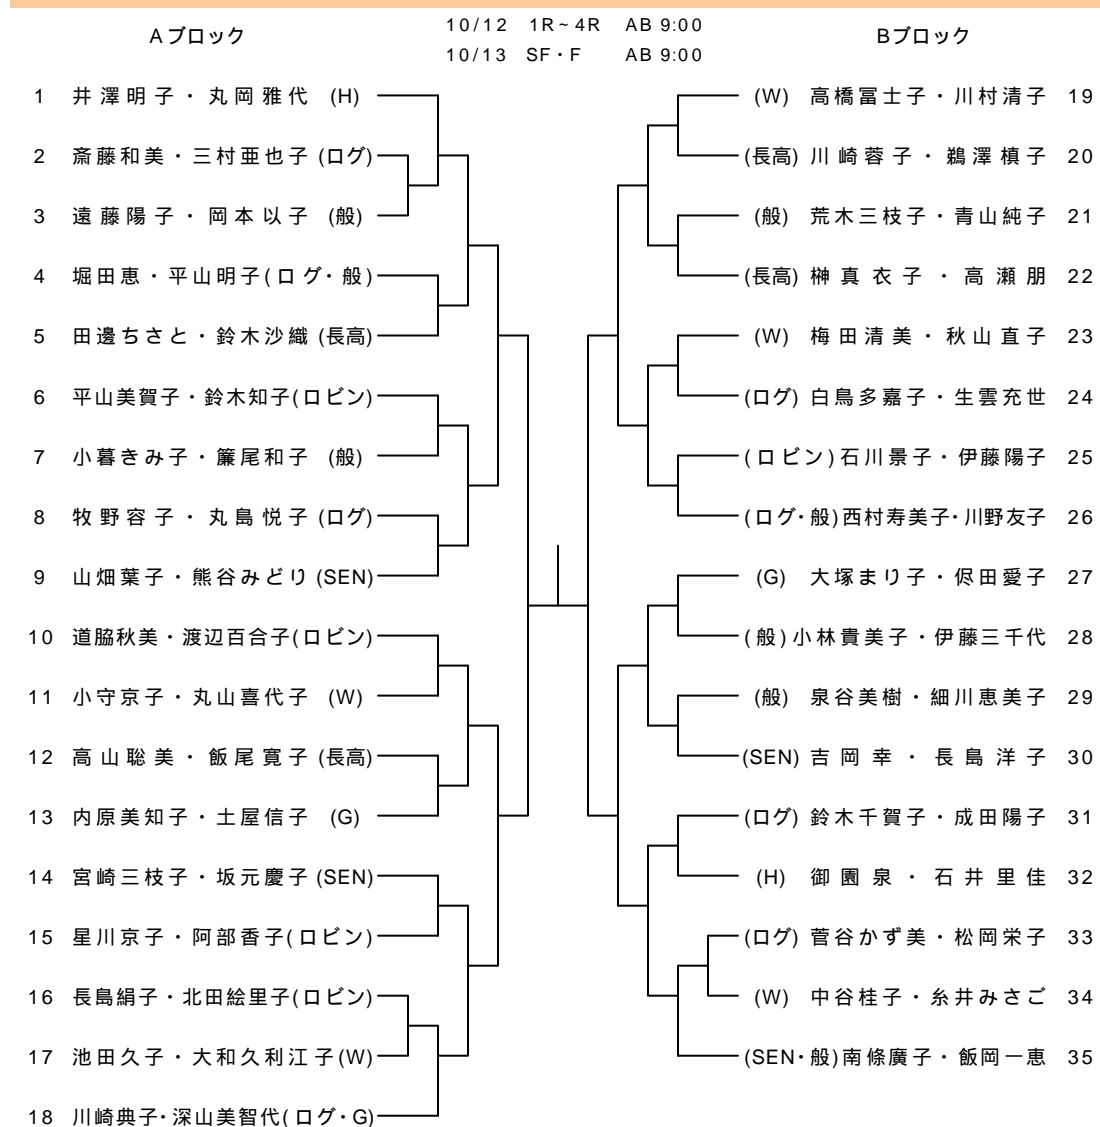 Aブロック
10/12 1R~4R AB 9:00
10/13 SF・F AB 9:00
Bブロック
1 井澤明子・丸岡雅代 (H)
2 斎藤和美・三村亜也子 (ログ)
3 遠藤陽子・岡本以子 (般)
4 堀田恵・平山明子(ログ・般)
5 田邊ちさと・鈴木沙織 (長高)
6 平山美賀子・鈴木知子(ロビン)
7 小暮きみ子・簾尾和子 (般)
8 牧野容子・丸島悦子 (ログ)
9 山畑葉子・熊谷みどり (SEN)
10 道脇秋美・渡辺百合子(ロビン)
11 小守京子・丸山喜代子 (W)
12 高山聡美・飯尾寛子 (長高)
13 内原美知子・土屋信子 (G)
14 宮崎三枝子・坂元慶子 (SEN)
15 星川京子・阿部香子(ロビン)
16 長島絹子・北田絵里子(ロビン)
17 池田久子・大和久利江子(W)
18 川崎典子・深山美智代(ログ・G)
(W) 高橋冨士子・川村清子 19
(長高) 川崎蓉子・鵜澤槙子 20
(般) 荒木三枝子・青山純子 21
(長高) 榊真衣子・高瀬朋 22
(W) 梅田清美・秋山直子 23
(ログ) 白鳥多嘉子・生雲充世 24
(ロビン)石川景子・伊藤陽子 25
(ログ・般)西村寿美子・川野友子 26
(G) 大塚まり子・侭田愛子 27
(般)小林貴美子・伊藤三千代 28
(般) 泉谷美樹・細川恵美子 29
(SEN) 吉岡幸・長島洋子 30
(ログ) 鈴木千賀子・成田陽子 31
(H) 御園泉・石井里佳 32
(ログ) 菅谷かず美・松岡栄子 33
(W) 中谷桂子・糸井みさご 34
(SEN・般)南條廣子・飯岡一恵 35